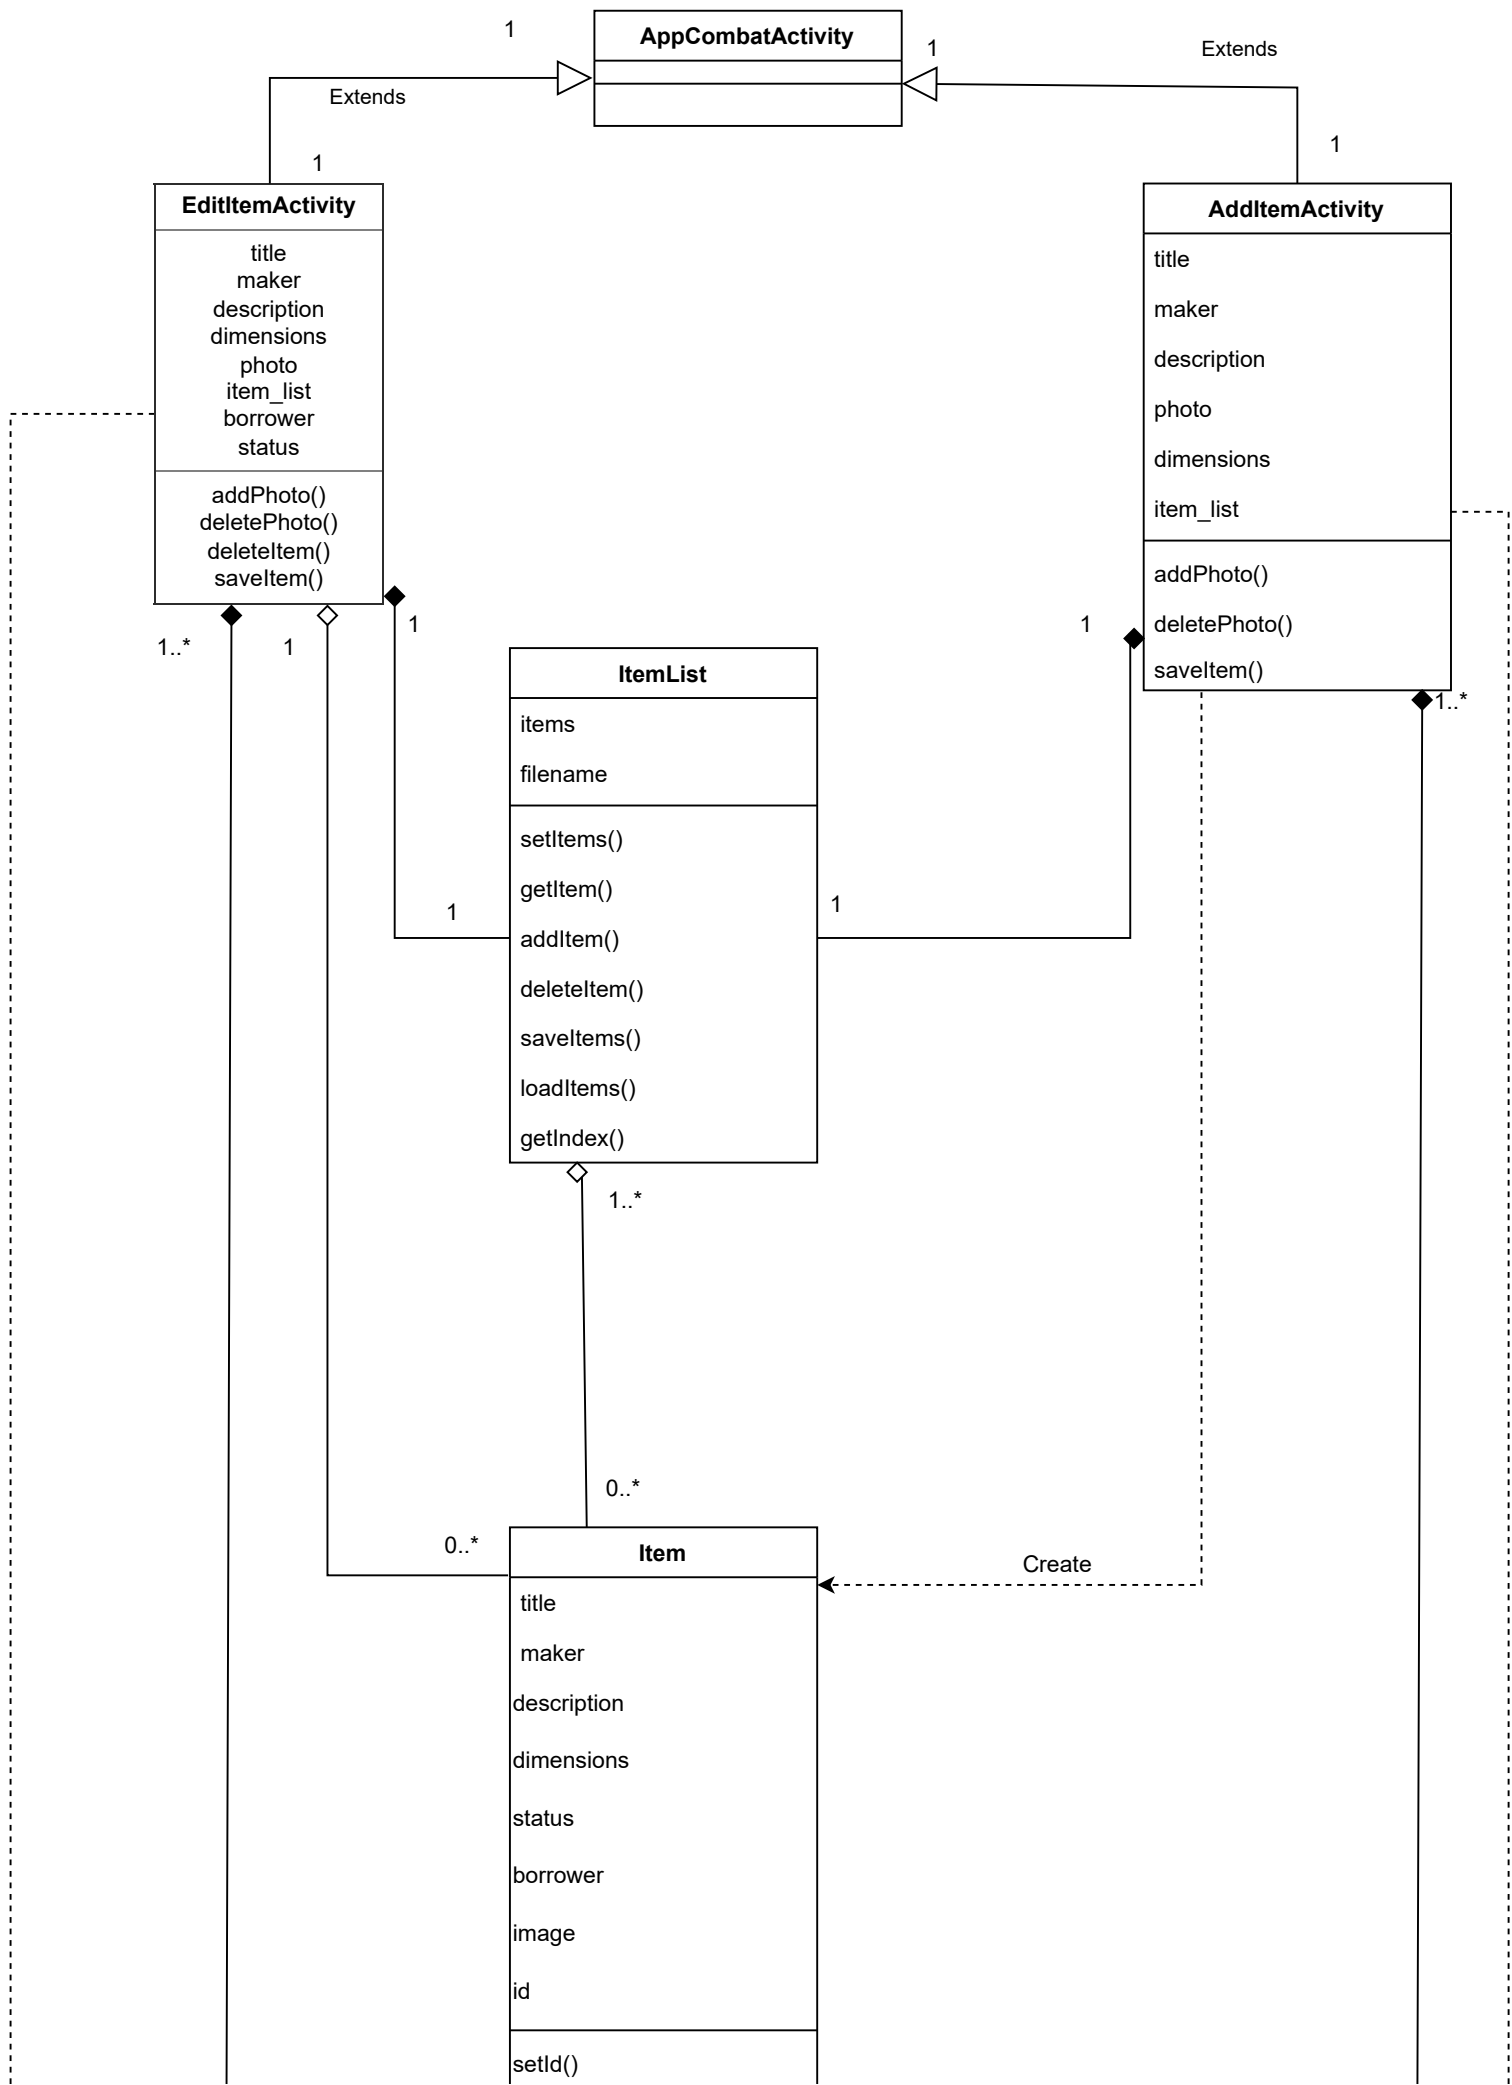 1
AppCombatActivity
1
Extends
Extends
1
1
EditItemActivity
title
maker
description
dimensions
photo
item_list
borrower
status
addPhoto()
deletePhoto()
deleteItem()
saveItem()
1..*
1
1
AddItemActivity
title
maker
description
photo
dimensions
item_list
addPhoto()
deletePhoto()
saveItem()
1
1..*
ItemList
items
filename
setItems()
getItem()
addItem()
deleteItem()
saveItems()
loadItems()
getIndex()
1
1
1..*
0..*
0..*
Create
Item
title
maker
description
dimensions
status
borrower
image
id
setId()